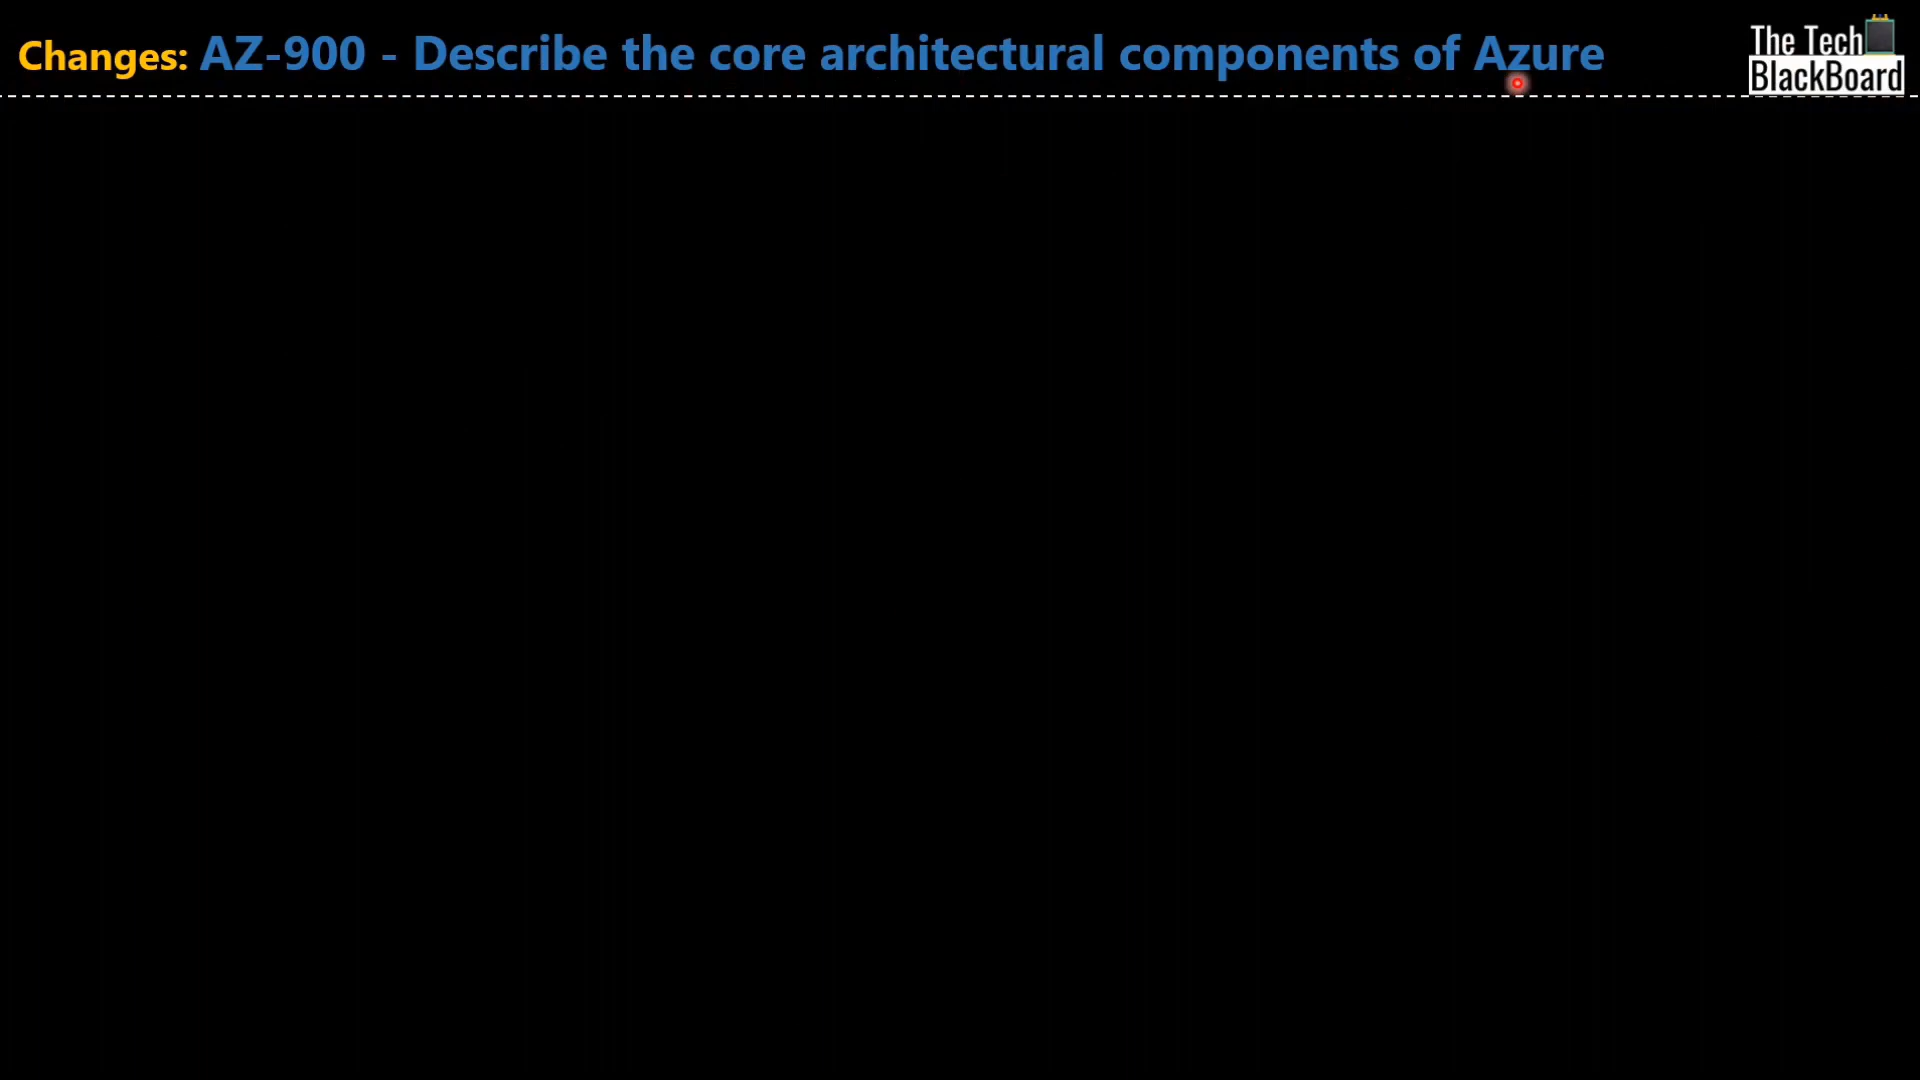 Changes: AZ-900 - Describe the core architectural components of Azure
The Tech
BlackBoard